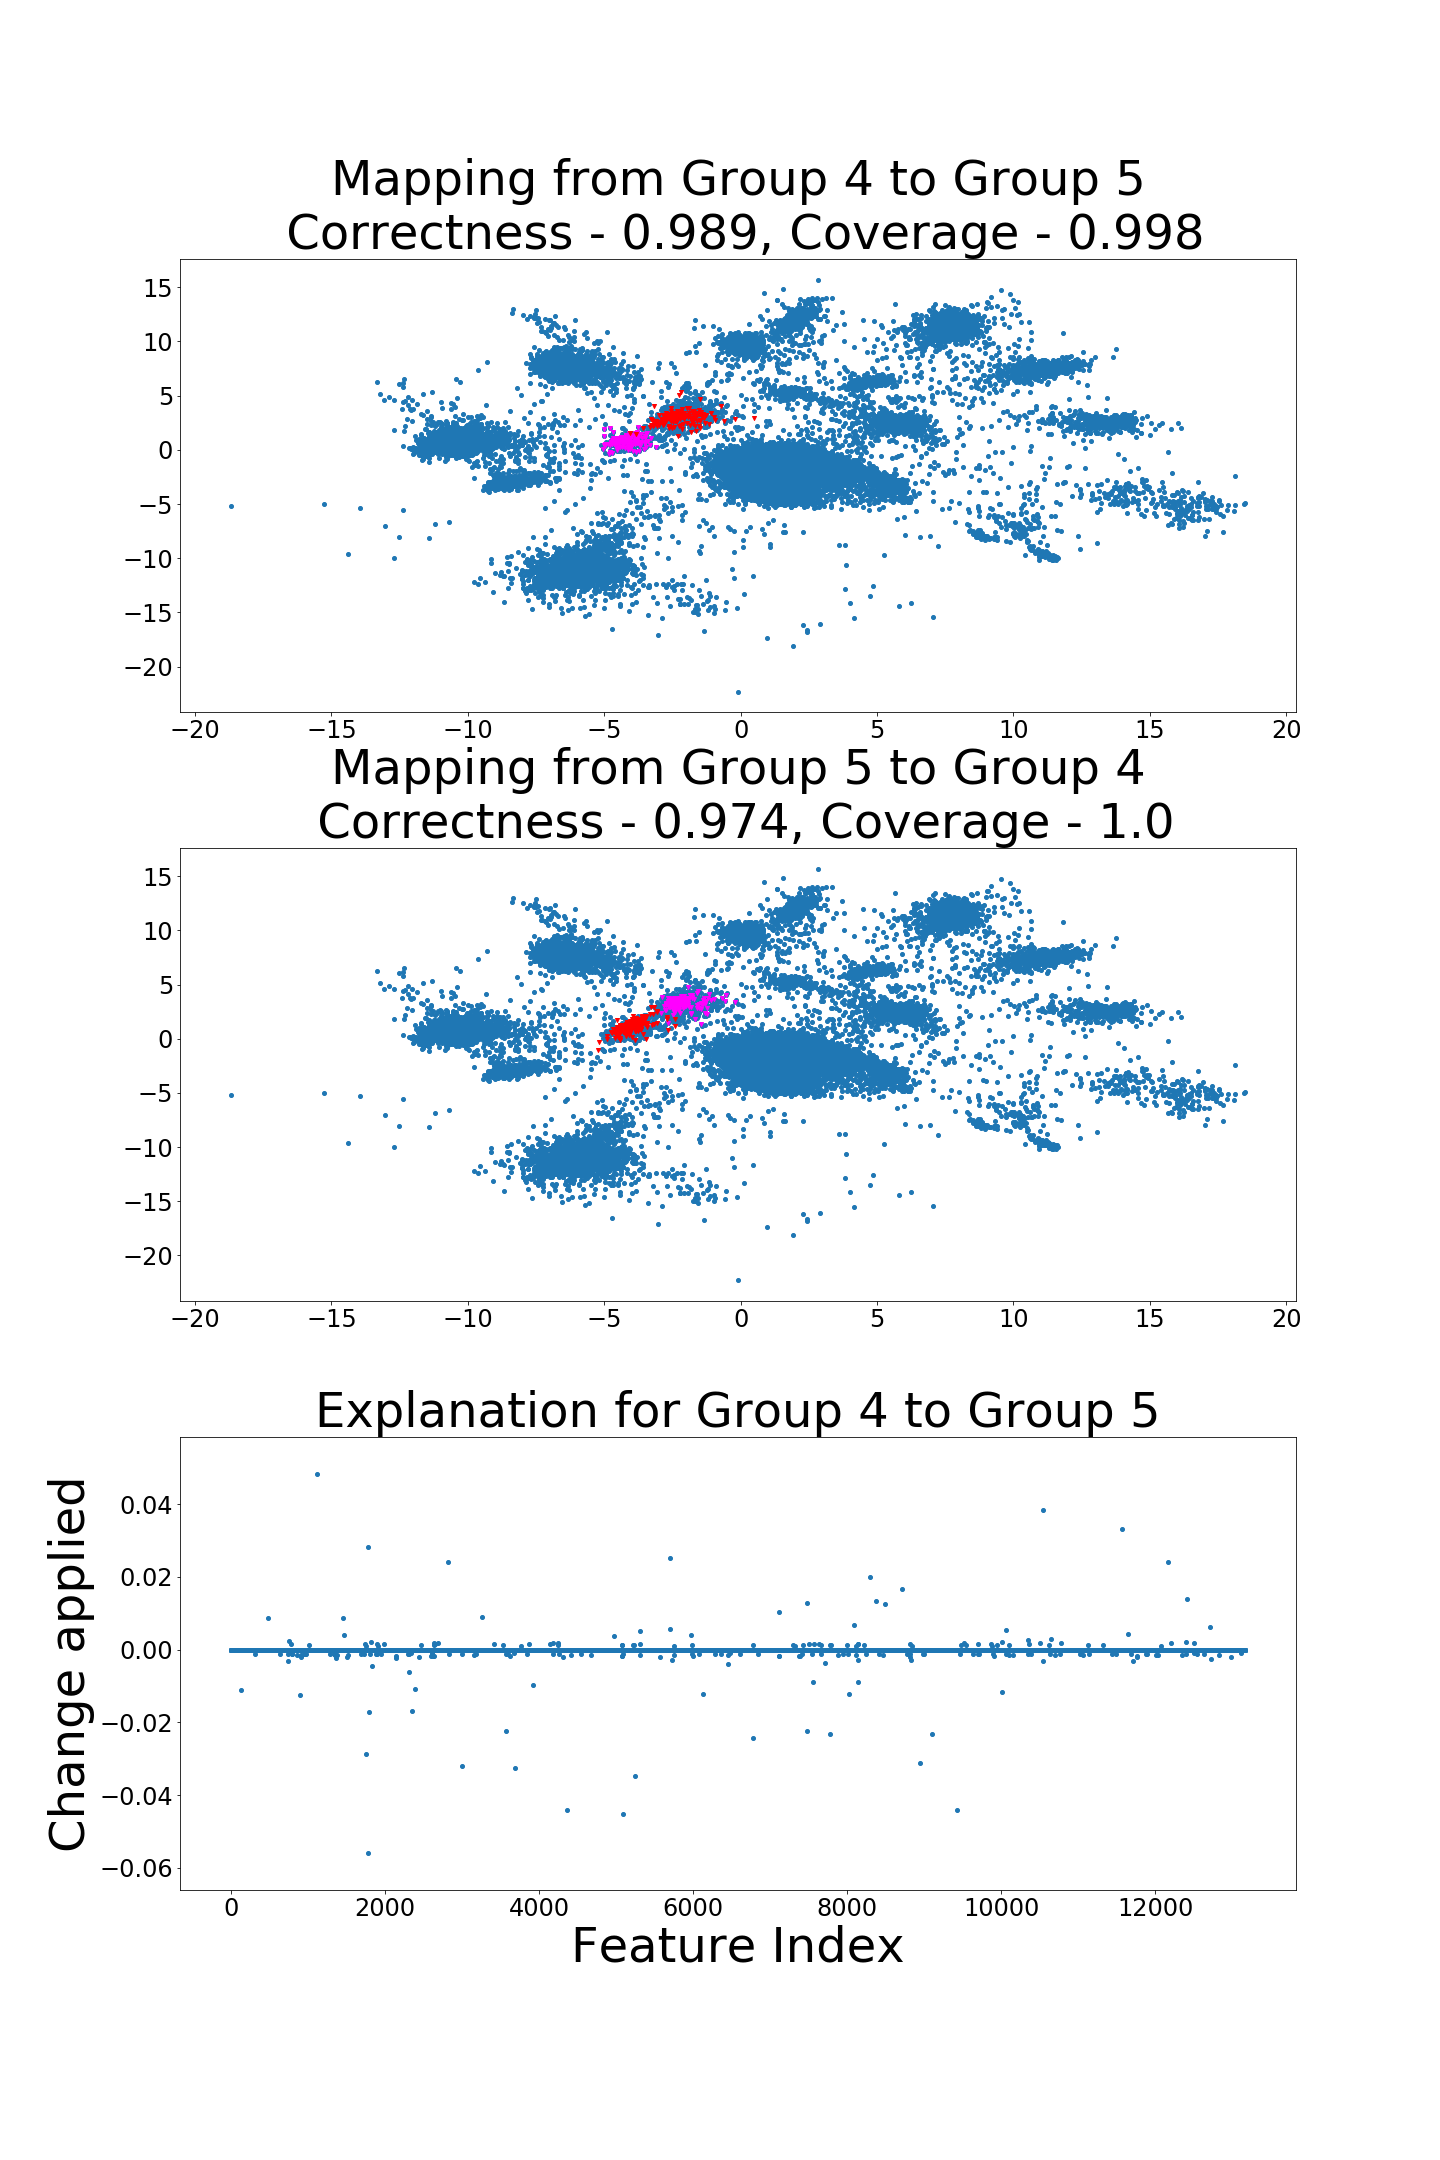 Mapping from Group 4 to Group 5
Correctness - 0.989, Coverage - 0.998
15
10
5
0
−5
−10
−15
−20
−20 −15 −10 −5 0 5 10 15 20
Mapping from Group 5 to Group 4
Correctness - 0.974, Coverage - 1.0
15
10
5
0
−5
−10
−15
−20
−20 −15 −10 −5 0 5 10 15 20
Explanation for Group 4 to Group 5
Change applied
0.04
0.02
0.00
−0.02
−0.04
−0.06
0 2000 4000 6000 8000 10000 12000
Feature Index